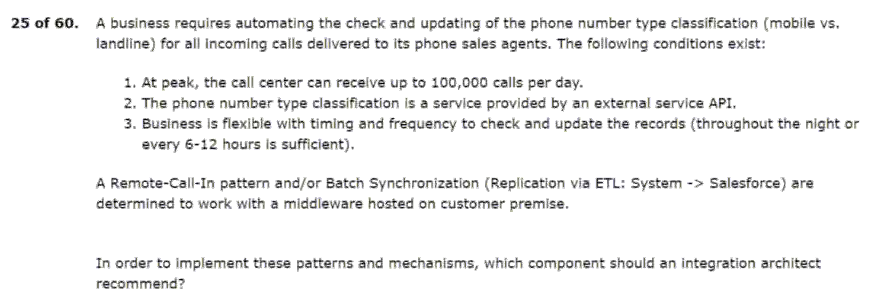 25 of 60. A business requires automating the check and updating of the phone number type classification (mobile vs.
landline) for all incoming calls delivered to its phone sales agents. The following conditions exist:
1. At peak, the call center can receive up to 100,000 calls per day.
2. The phone number type classification is a service provided by an external service API.
3. Business is flexible with timing and frequency to check and update the records (throughout the night or
every 6-12 hours is sufficient).
A Remote-Call-In pattern and/or Batch Synchronization (Replication via ETL: System -> Salesforce) are
determined to work with a middleware hosted on customer premise.
In order to implement these patterns and mechanisms, which component should an integration architect
recommend?